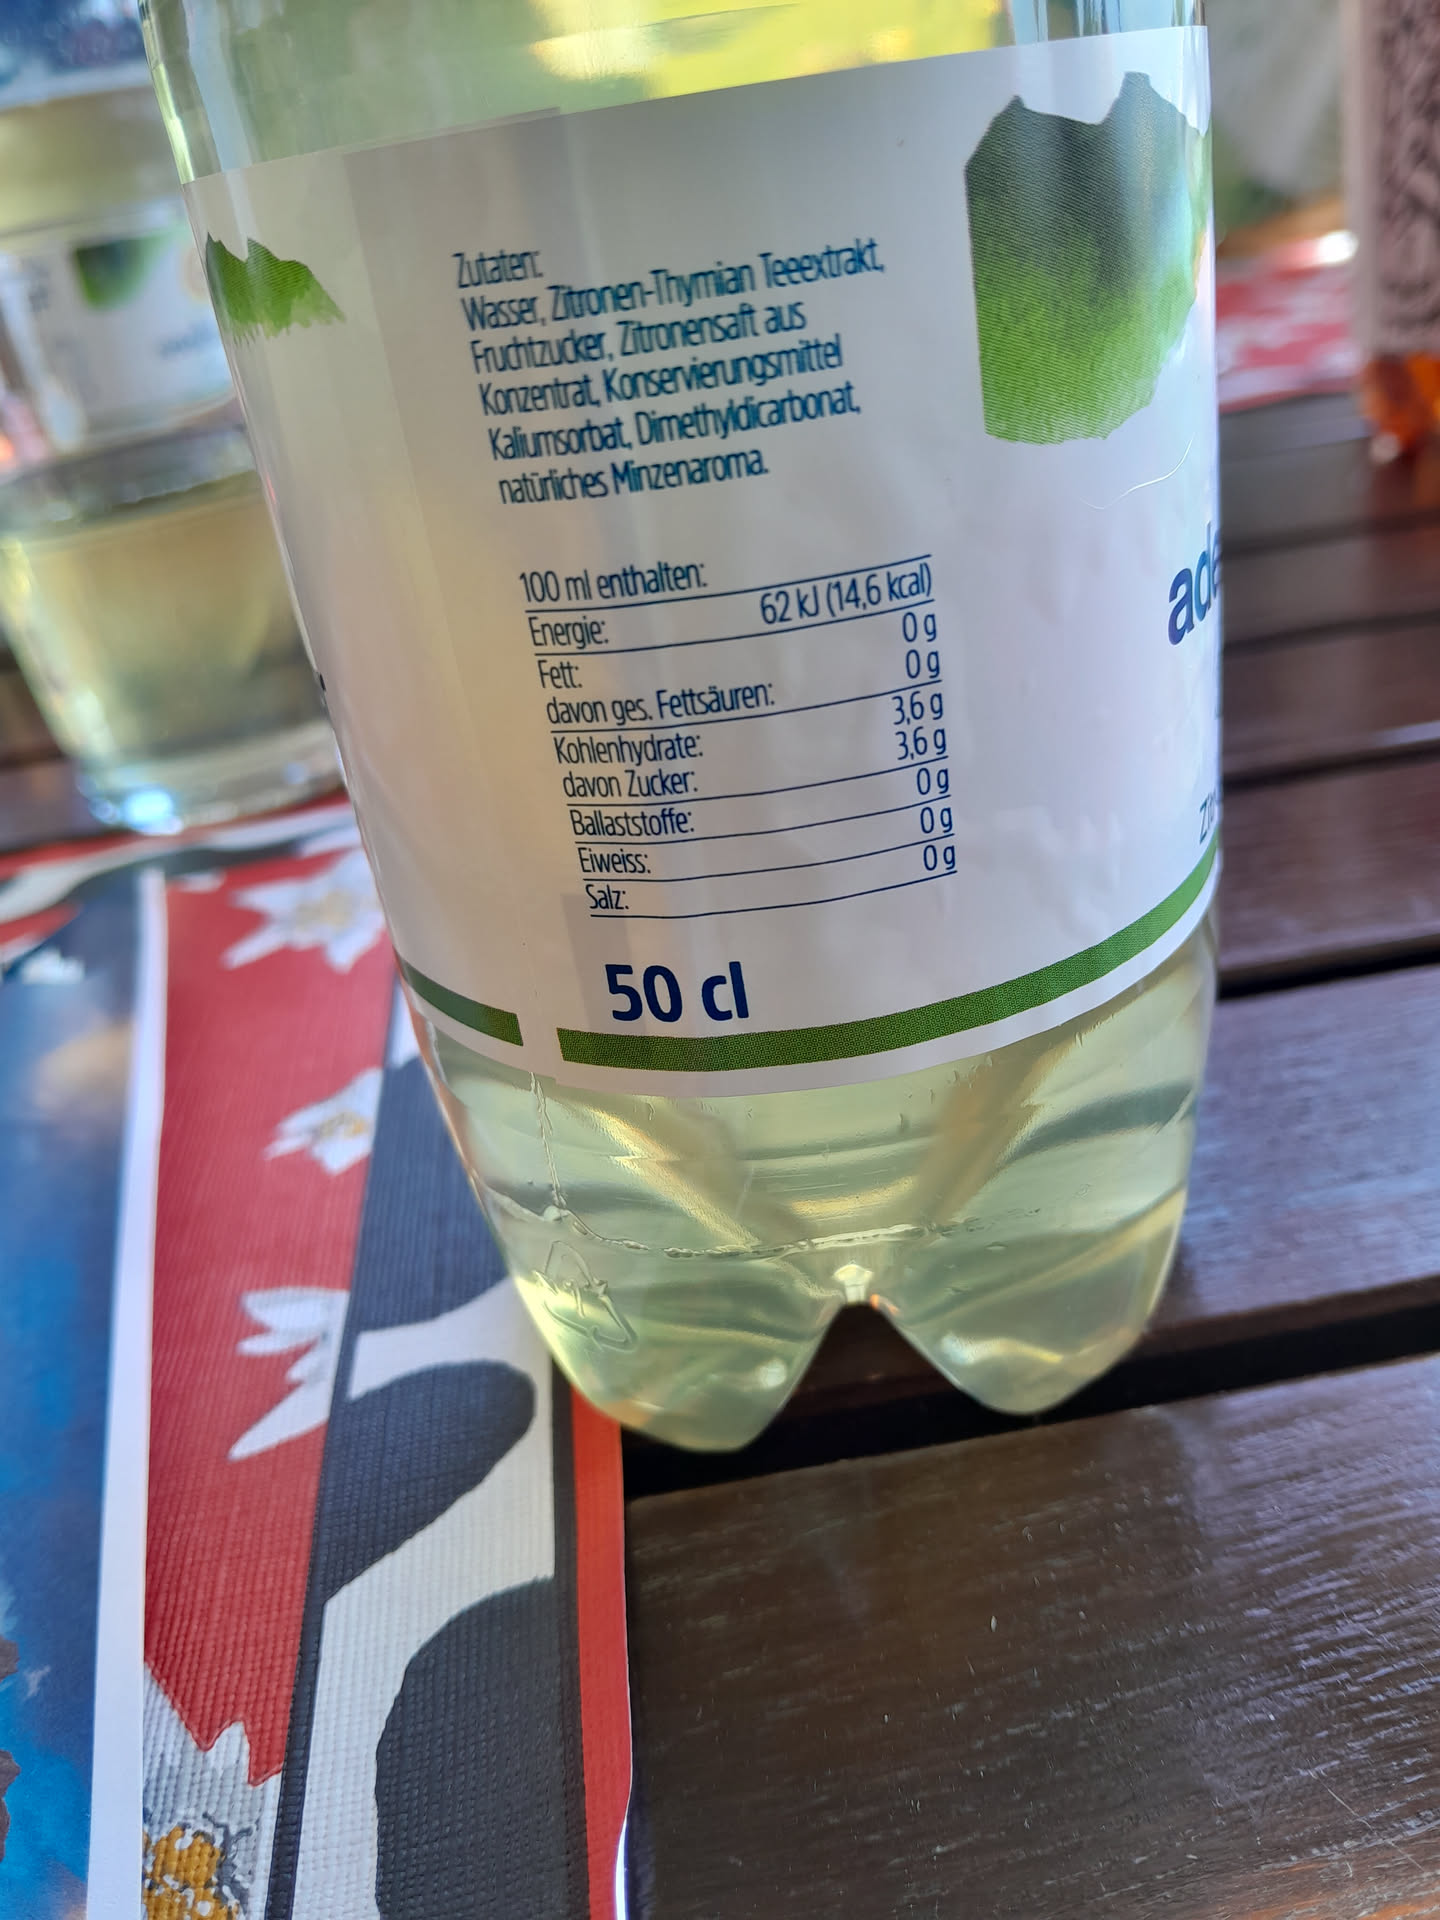 Zutaten:
Wasser, Zitronen-Thymian Teeextrakt,
Fruchtzucker, Zitronensaft aus
Konzentrat, Konservierungsmittel
Kaliumsorbat, Dimethyldicarbonat,
natürliches Minzenaroma.
100 ml enthalten:
Energie: 62 kJ (14,6 kcal)
Fett: 0 g
davon ges. Fettsäuren: 0 g
Kohlenhydrate: 3,6 g
davon Zucker: 3,6 g
Ballaststoffe: 0 g
Eiweiss: 0 g
Salz: 0 g
50 cl